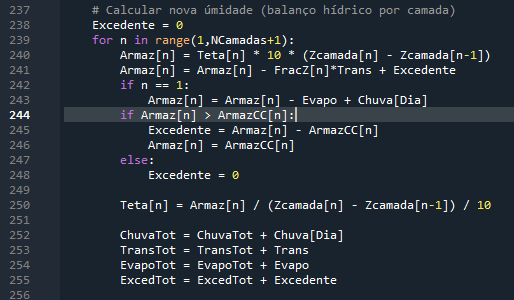 237 # Calcular nova úmidade (balanço hídrico por camada)
238 Excedente = 0
239 for n in range(1,NCamadas+1):
240 Armaz[n] = Teta[n] * 10 * (Zcamada[n] - Zcamada[n-1])
241 Armaz[n] = Armaz[n] - FracZ[n]*Trans + Excedente
242 if n == 1:
243 Armaz[n] = Armaz[n] - Evapo + Chuva[Dia]
244 if Armaz[n] > ArmazCC[n]:
245 Excedente = Armaz[n] - ArmazCC[n]
246 Armaz[n] = ArmazCC[n]
247 else:
248 Excedente = 0
249
250 Teta[n] = Armaz[n] / (Zcamada[n] - Zcamada[n-1]) / 10
251
252 ChuvaTot = ChuvaTot + Chuva[Dia]
253 TransTot = TransTot + Trans
254 EvapoTot = EvapoTot + Evapo
255 ExcedTot = ExcedTot + Excedente
256